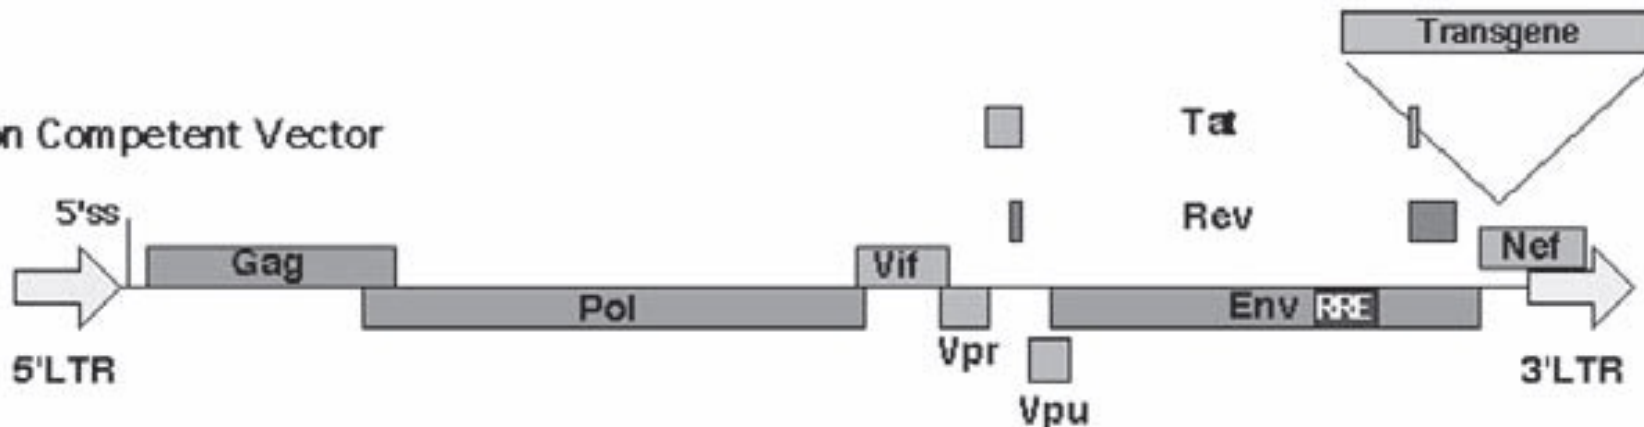 Transgene
on Competent Vector
Tat
5'ss
Rev
Gag
Vif
Nef
Pol
Env RRE
Vpr
5'LTR
3'LTR
Vpu